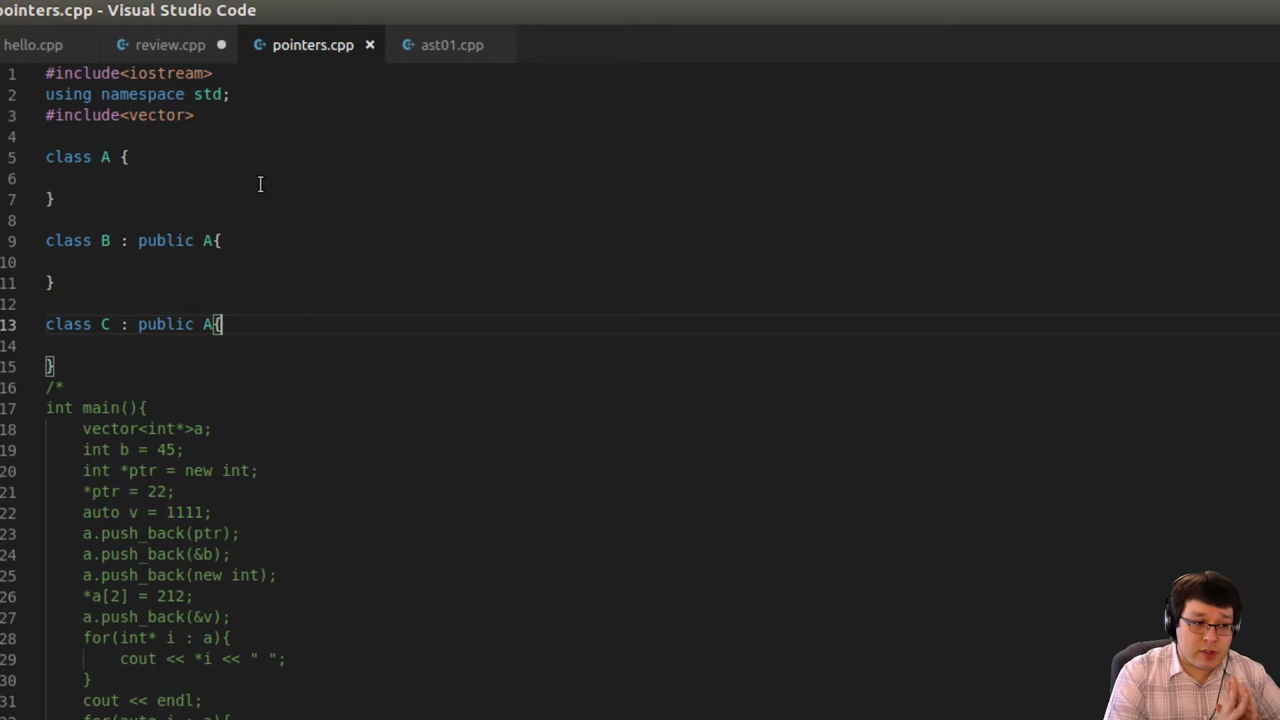 pointers.cpp - Visual Studio Code
hello.cpp review.cpp pointers.cpp ast01.cpp
1 #include<iostream>
2 using namespace std;
3 #include<vector>
4
5 class A {
6
7 }
8
9 class B : public A{
10
11 }
12
13 class C : public A{
14
15 }
16 /*
17 int main(){
18 vector<int*>a;
19 int b = 45;
20 int *ptr = new int;
21 *ptr = 22;
22 auto v = 1111;
23 a.push_back(ptr);
24 a.push_back(&b);
25 a.push_back(new int);
26 *a[2] = 212;
27 a.push_back(&v);
28 for(int* i : a){
29 cout << *i << " ";
30 }
31 cout << endl;
for(auto i : a){